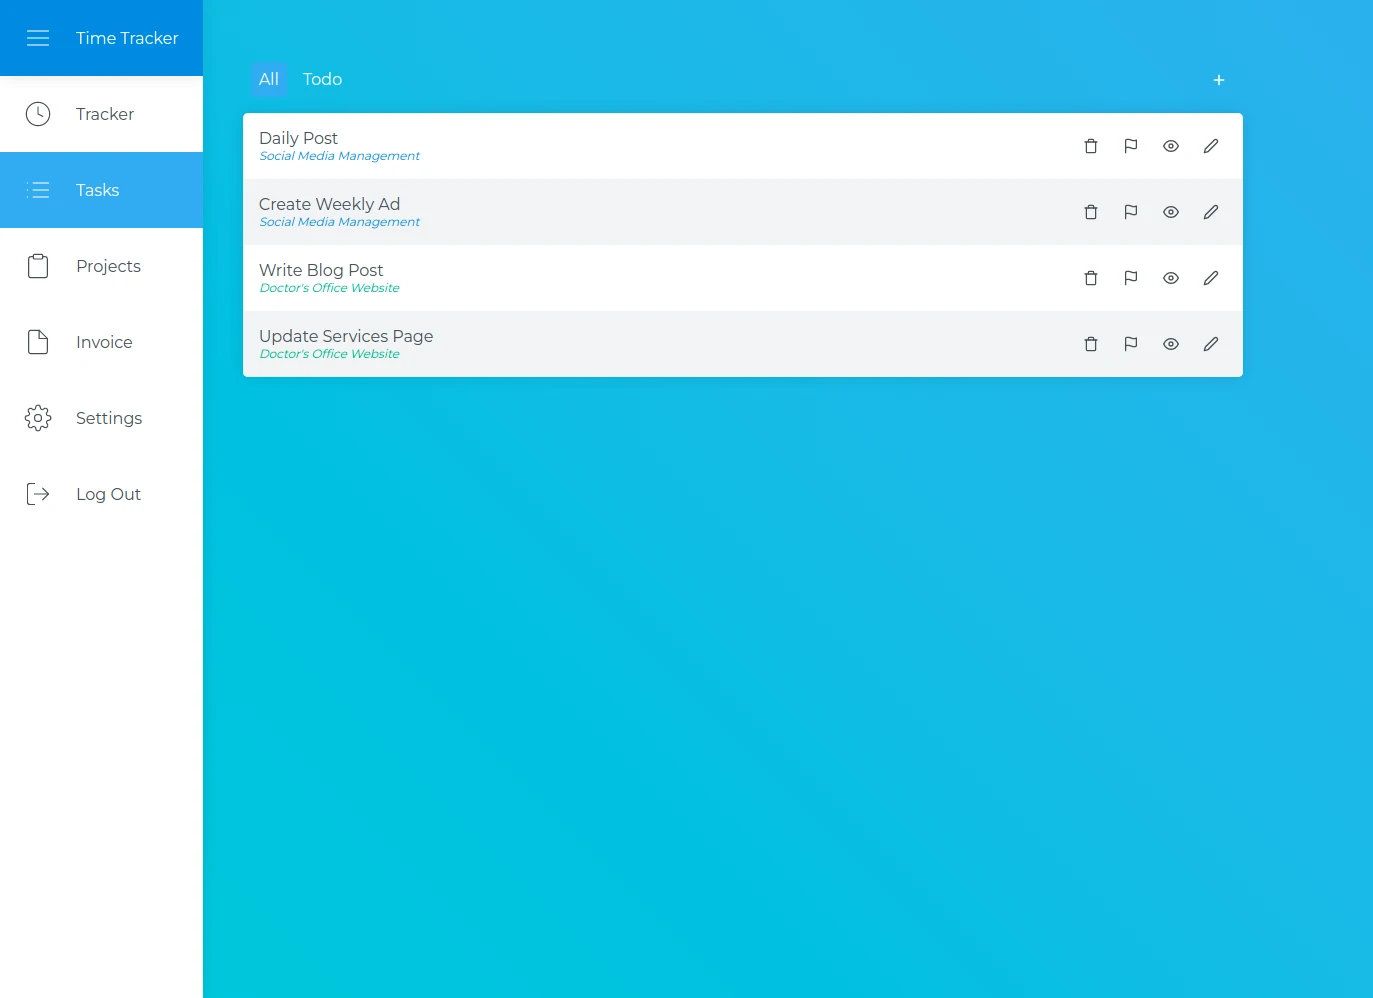 Time Tracker
Tracker
Tasks
Projects
Invoice
Settings
Log Out
All Todo +
Daily Post
Social Media Management
Create Weekly Ad
Social Media Management
Write Blog Post
Doctor's Office Website
Update Services Page
Doctor's Office Website